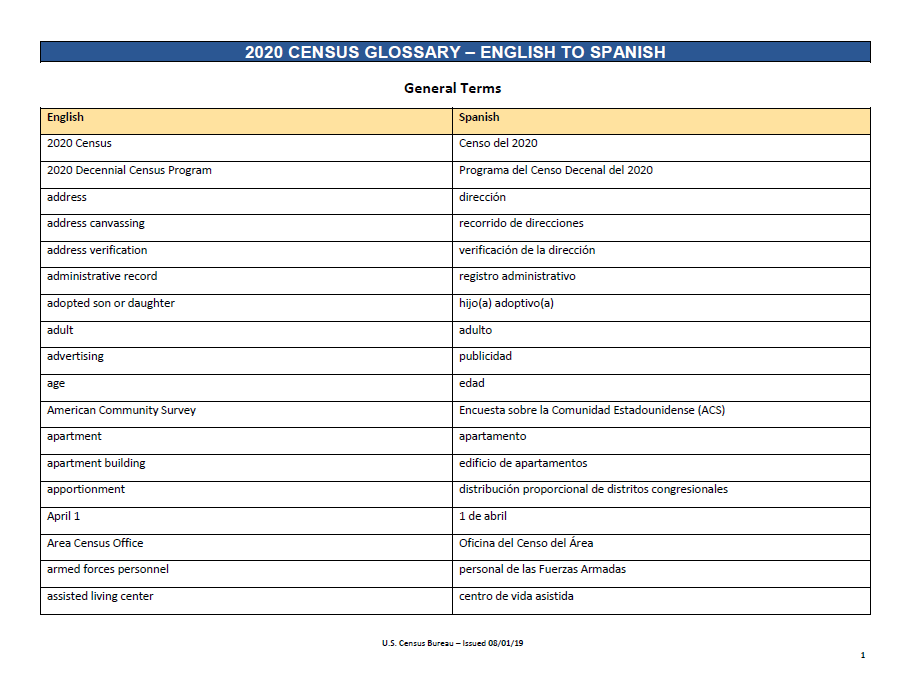 2020 CENSUS GLOSSARY – ENGLISH TO SPANISH
General Terms
English Spanish
2020 Census Censo del 2020
2020 Decennial Census Program Programa del Censo Decenal del 2020
address dirección
address canvassing recorrido de direcciones
address verification verificación de la dirección
administrative record registro administrativo
adopted son or daughter hijo(a) adoptivo(a)
adult adulto
advertising publicidad
age edad
American Community Survey Encuesta sobre la Comunidad Estadounidense (ACS)
apartment apartamento
apartment building edificio de apartamentos
apportionment distribución proporcional de distritos congresionales
April 1 1 de abril
Area Census Office Oficina del Censo del Área
armed forces personnel personal de las Fuerzas Armadas
assisted living center centro de vida asistida
U.S. Census Bureau – Issued 08/01/19
1